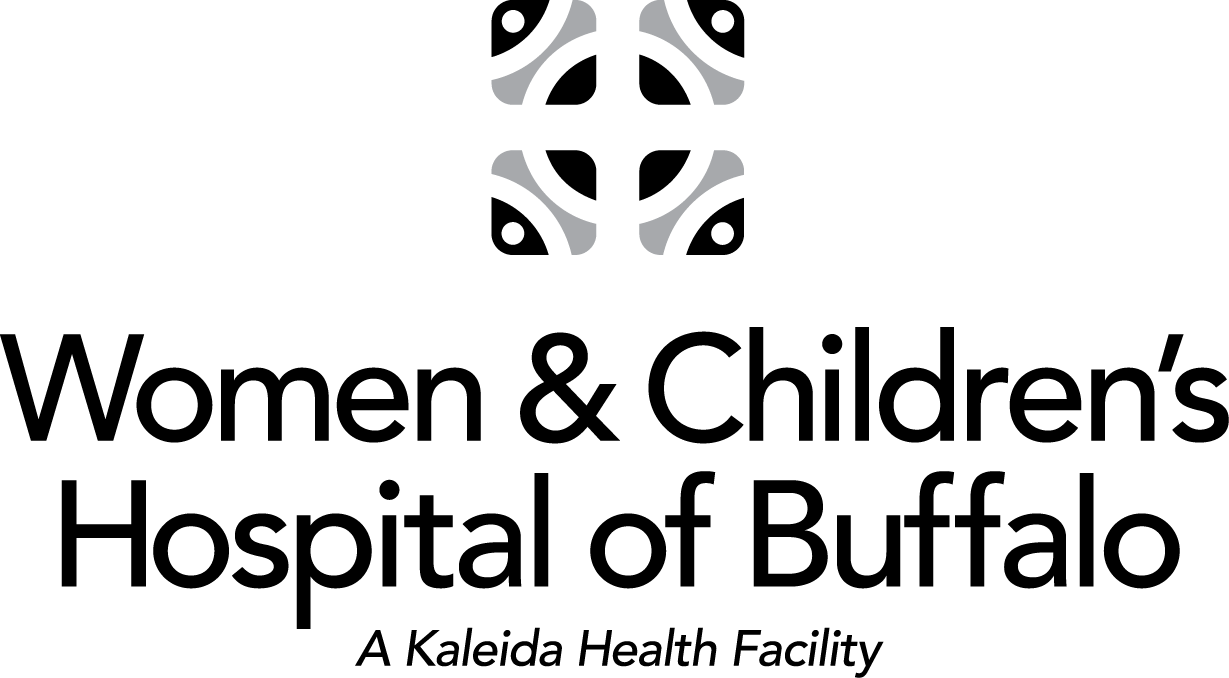 Women & Children’s
Hospital of Buffalo
A Kaleida Health Facility